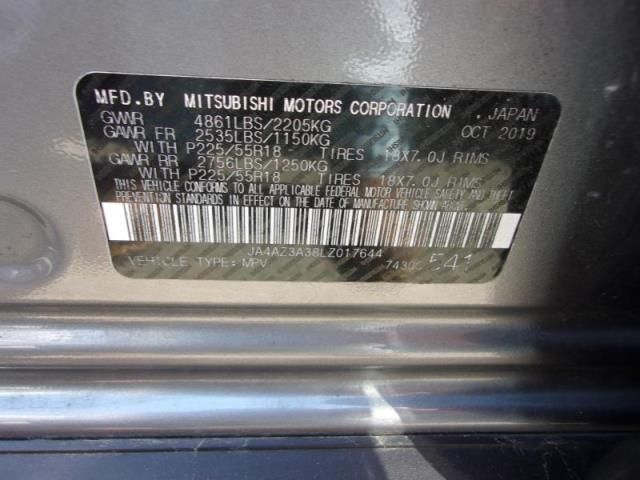 MFD.BY MITSUBISHI MOTORS CORPORATION . JAPAN
GVWR 4861LBS/2205KG OCT 2019
GAWR FR 2535LBS/1150KG
WITH P225/55R18 TIRES 18X7.0J RIMS
GAWR RR 2756LBS/1250KG
WITH P225/55R18 TIRES 18X7.0J RIMS
THIS VEHICLE CONFORMS TO ALL APPLICABLE FEDERAL MOTOR VEHICLE SAFETY, BUMPER AND THEFT
PREVENTION STANDARDS IN EFFECT ON THE DATE OF MANUFACTURE SHOWN ABOVE.
JA4AZ3A38LZ017644
VEHICLE TYPE: MPV 7430 541